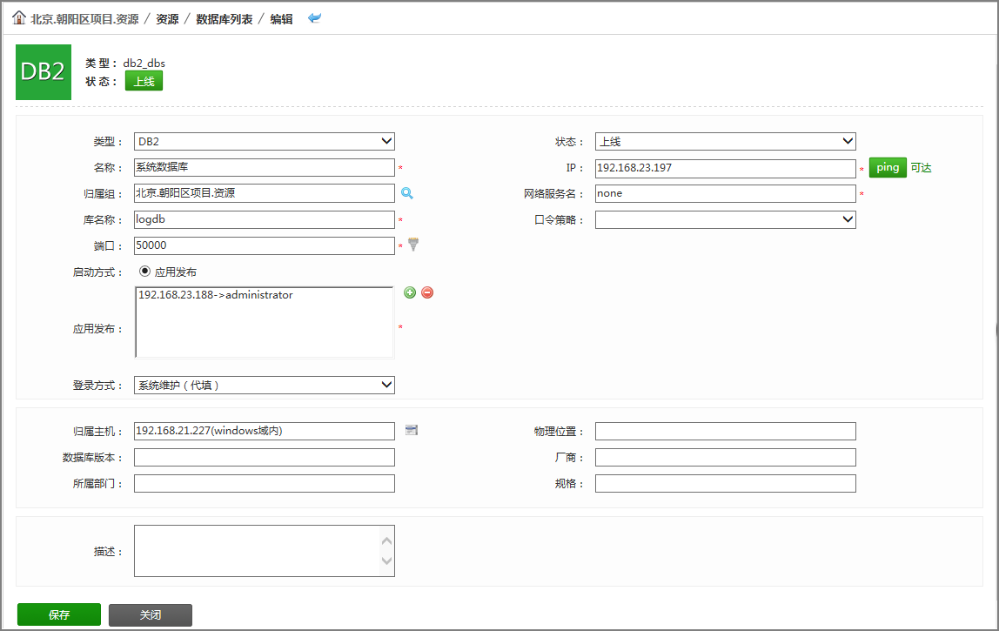 北京.朝阳区项目.资源 / 资源 / 数据库列表 / 编辑
DB2
类 型： db2_dbs
状 态： 上线
类型： DB2 状态： 上线
名称： 系统数据库 * IP： 192.168.23.197 * ping 可达
归属组： 北京.朝阳区项目.资源 网络服务名： none *
库名称： logdb * 口令策略：
端口： 50000 *
启动方式： 应用发布
192.168.23.188->administrator
应用发布： *
登录方式： 系统维护（代填）
归属主机： 192.168.21.227(windows域内) 物理位置：
数据库版本： 厂商：
所属部门： 规格：
描述：
保存 关闭